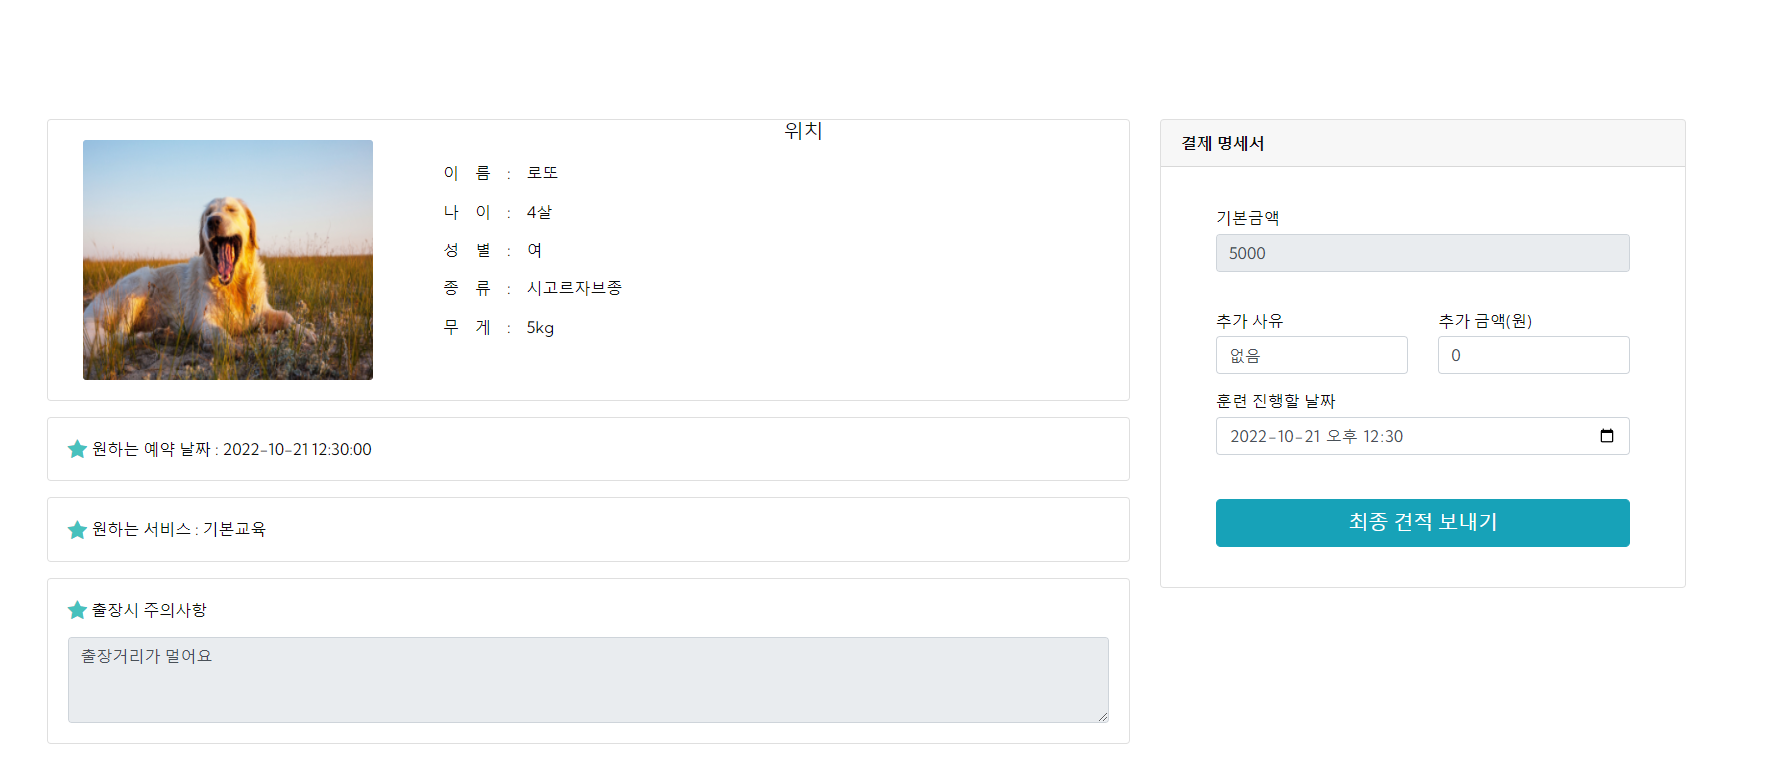 위치
이 름 : 로또
나 이 : 4살
성 별 : 여
종 류 : 시고르자브종
무 게 : 5kg
원하는 예약 날짜 : 2022-10-21 12:30:00
원하는 서비스 : 기본교육
출장시 주의사항
출장거리가 멀어요
결제 명세서
기본금액
5000
추가 사유 추가 금액(원)
없음 0
훈련 진행할 날짜
2022-10-21 오후 12:30
최종 견적 보내기